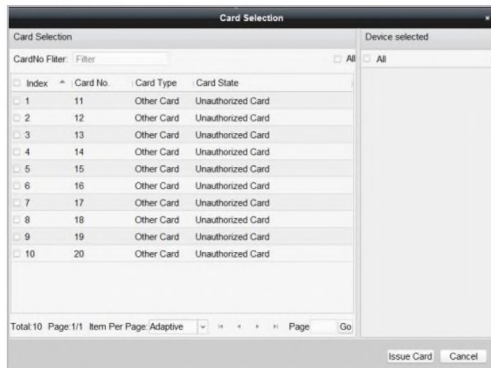 Card Selection
Card Selection
Device selected
CardNo Fliter: Filter All
All
Index Card No. Card Type Card State
1 11 Other Card Unauthorized Card
2 12 Other Card Unauthorized Card
3 13 Other Card Unauthorized Card
4 14 Other Card Unauthorized Card
5 15 Other Card Unauthorized Card
6 16 Other Card Unauthorized Card
7 17 Other Card Unauthorized Card
8 18 Other Card Unauthorized Card
9 19 Other Card Unauthorized Card
10 20 Other Card Unauthorized Card
Total:10 Page:1/1 Item Per Page: Adaptive Page Go
Issue Card Cancel